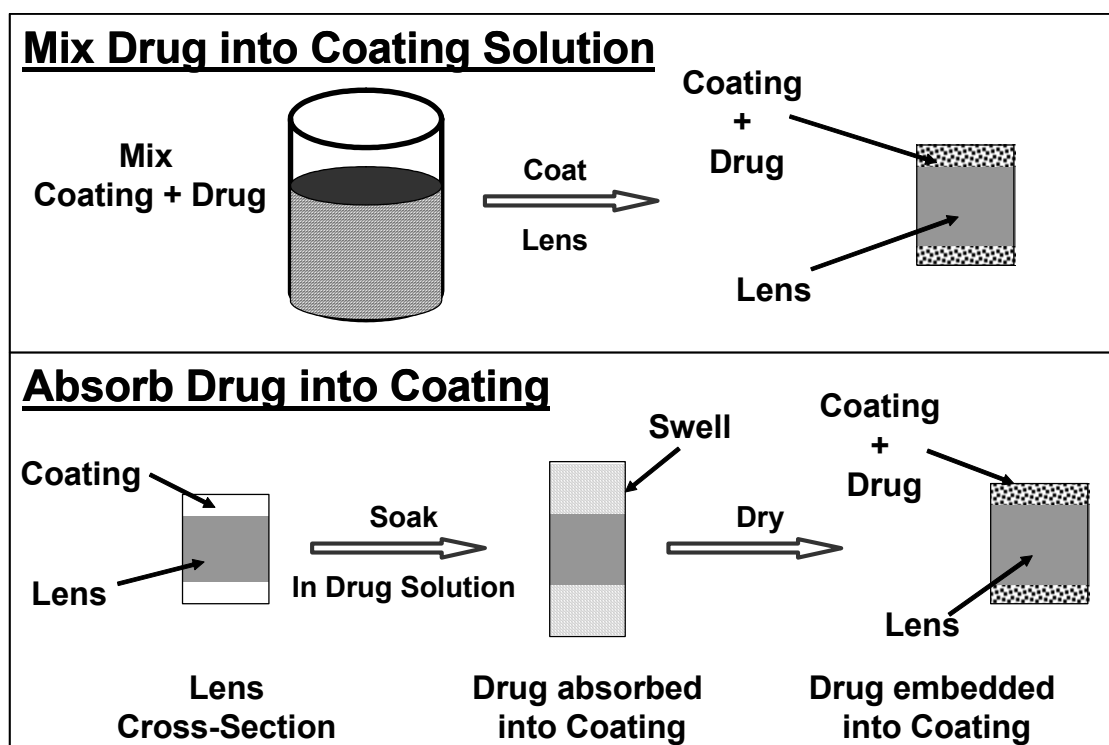 Mix Drug into Coating Solution
Mix
Coating + Drug
Coat
Lens
Coating
+
Drug
Lens
Absorb Drug into Coating
Coating
Lens
Soak
In Drug Solution
Swell
Dry
Coating
+
Drug
Lens
Lens
Cross-Section
Drug absorbed
into Coating
Drug embedded
into Coating